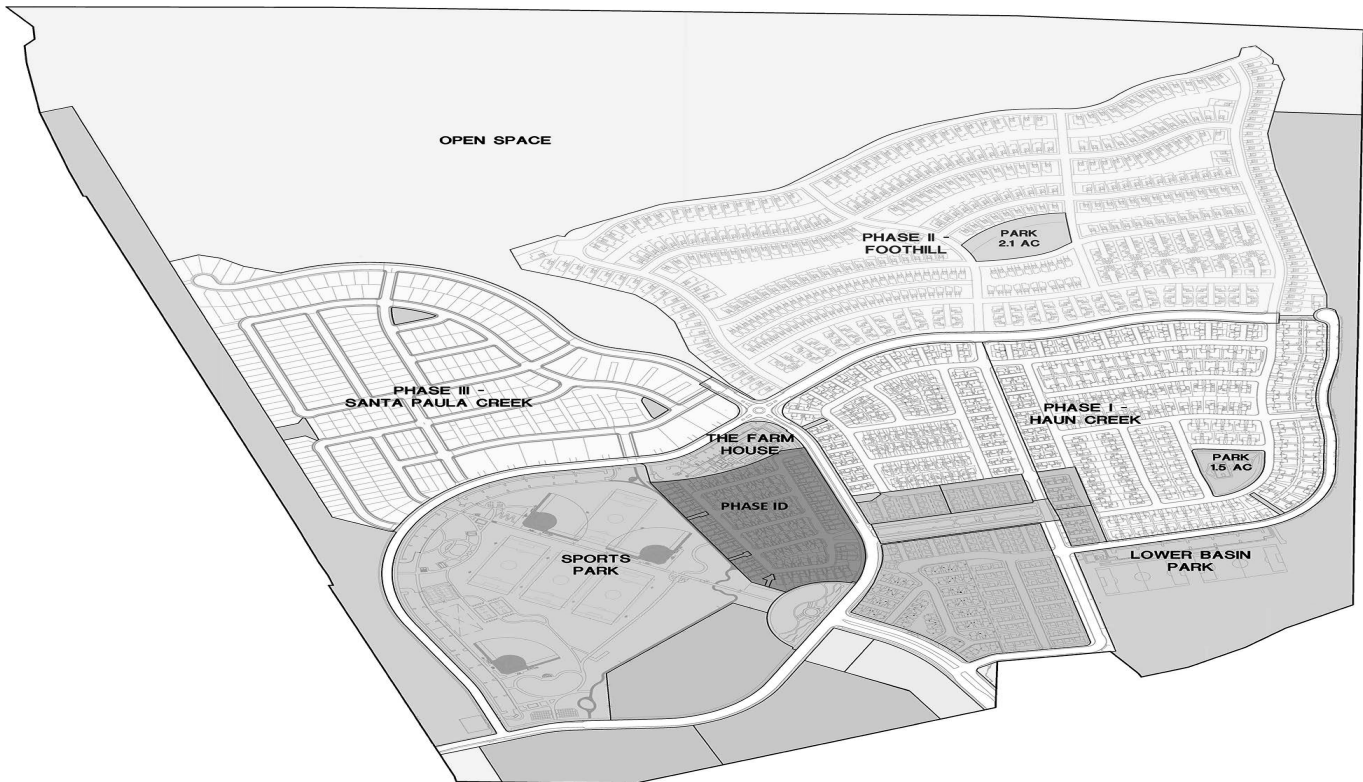 OPEN SPACE
PHASE II -
FOOTHILL
PARK
2.1 AC
PHASE III -
SANTA PAULA CREEK
PHASE I -
HAUN CREEK
THE FARM
HOUSE
PARK
1.5 AC
PHASE ID
SPORTS
PARK
LOWER BASIN
PARK